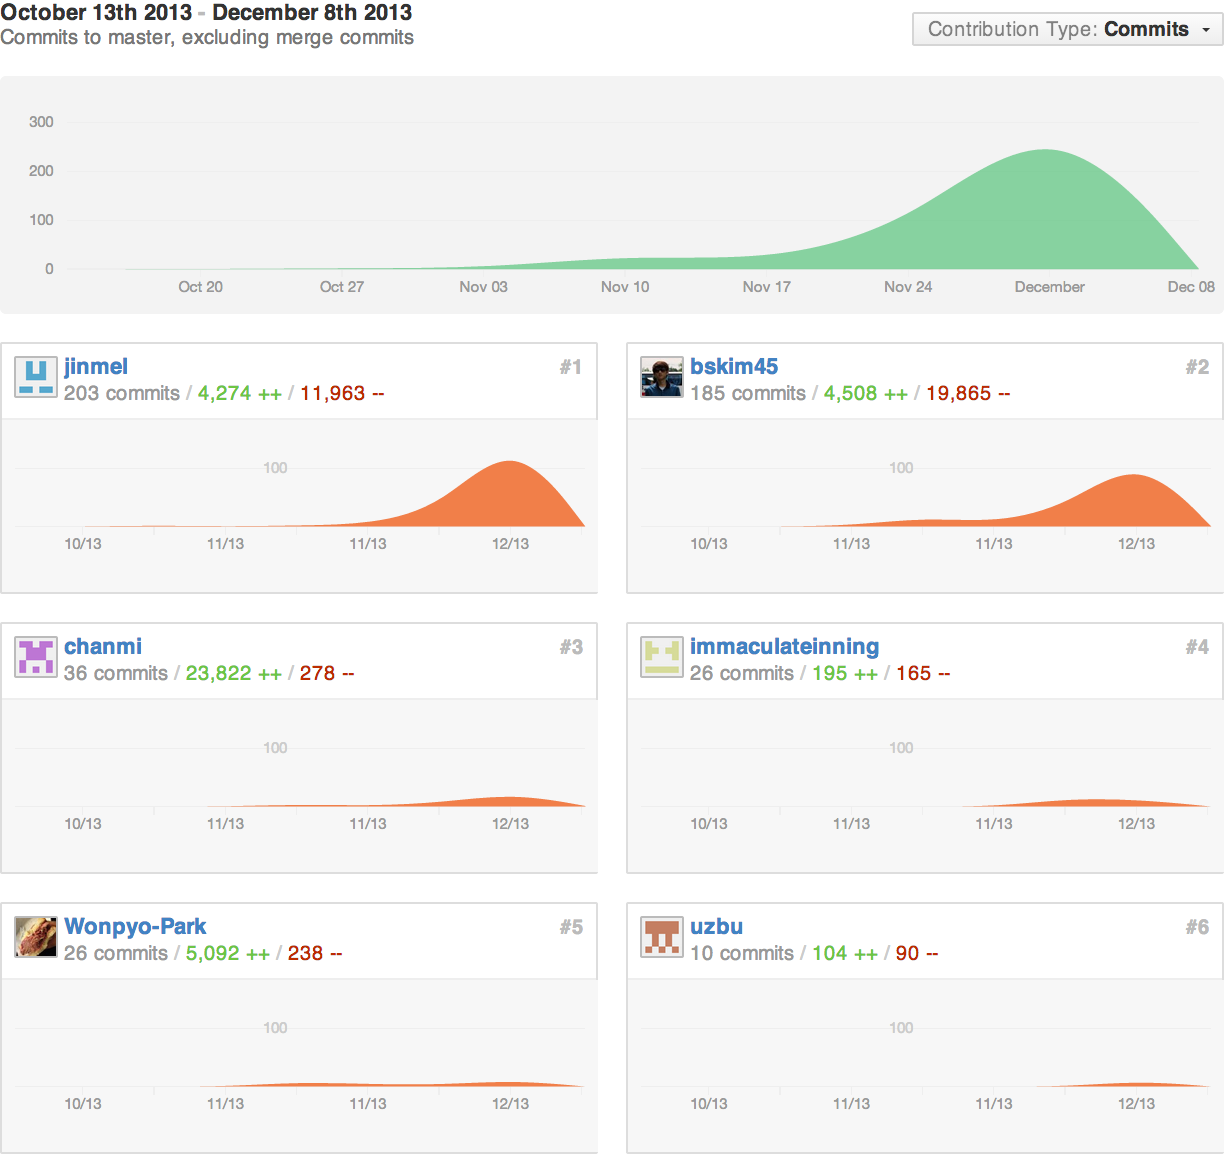 October 13th 2013 - December 8th 2013
Commits to master, excluding merge commits
Contribution Type: Commits
300
200
100
0
Oct 20 Oct 27 Nov 03 Nov 10 Nov 17 Nov 24 December Dec 08
jinmel #1
203 commits / 4,274 ++ / 11,963 --
100
10/13 11/13 11/13 12/13
bskim45 #2
185 commits / 4,508 ++ / 19,865 --
100
10/13 11/13 11/13 12/13
chanmi #3
36 commits / 23,822 ++ / 278 --
100
10/13 11/13 11/13 12/13
immaculateinning #4
26 commits / 195 ++ / 165 --
100
10/13 11/13 11/13 12/13
Wonpyo-Park #5
26 commits / 5,092 ++ / 238 --
100
10/13 11/13 11/13 12/13
uzbu #6
10 commits / 104 ++ / 90 --
100
10/13 11/13 11/13 12/13